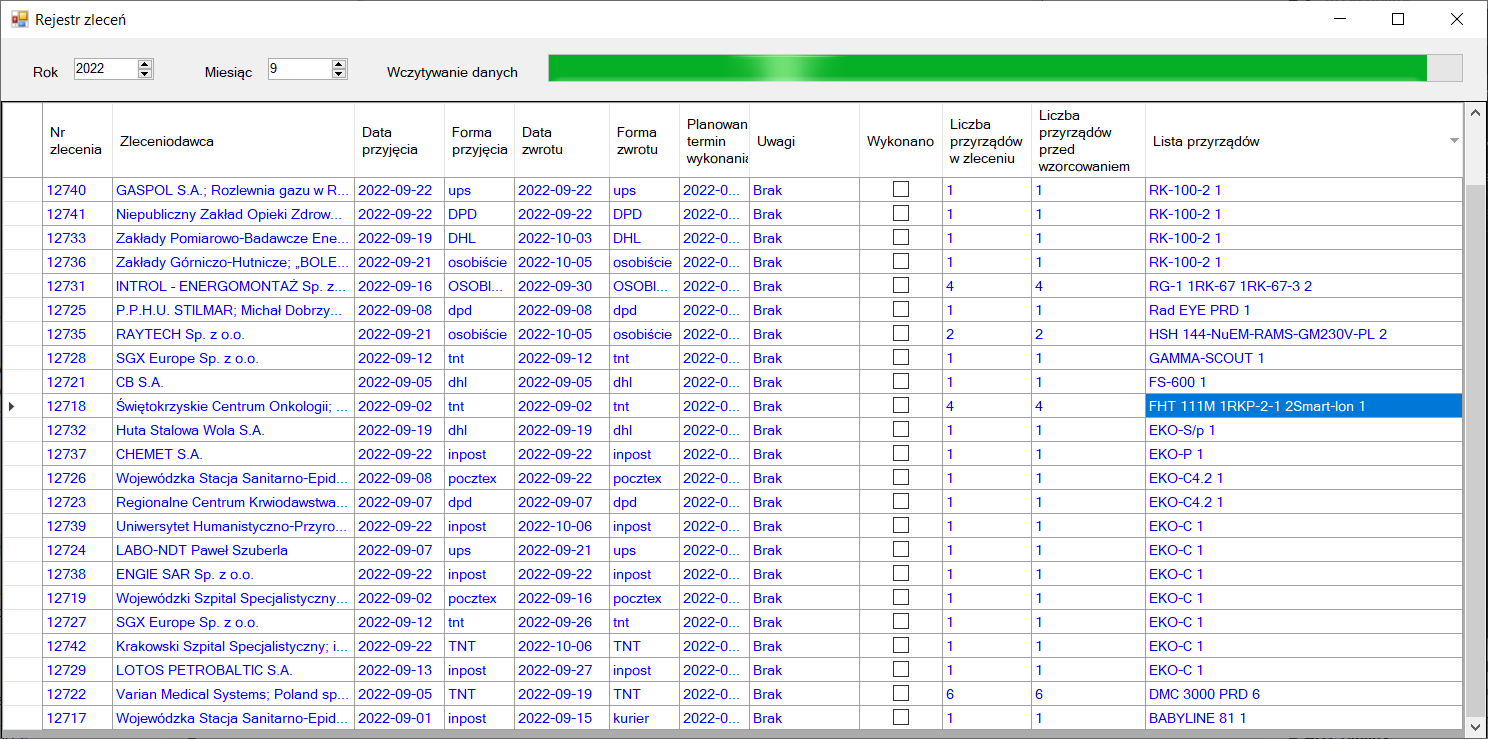 Rejestr zleceń
Rok 2022 Miesiąc 9 Wczytywanie danych
Nr zlecenia Zleceniodawca Data przyjęcia Forma przyjęcia Data zwrotu Forma zwrotu Planowan termin wykonania Uwagi Wykonano Liczba przyrządów w zleceniu Liczba przyrządów przed wzorcowaniem Lista przyrządów
12740 GASPOL S.A.; Rozlewnia gazu w R... 2022-09-22 ups 2022-09-22 ups 2022-0... Brak 1 1 RK-100-2 1
12741 Niepubliczny Zakład Opieki Zdrow... 2022-09-22 DPD 2022-09-22 DPD 2022-0... Brak 1 1 RK-100-2 1
12733 Zakłady Pomiarowo-Badawcze Ene... 2022-09-19 DHL 2022-10-03 DHL 2022-0... Brak 1 1 RK-100-2 1
12736 Zakłady Górniczo-Hutnicze; „BOLE... 2022-09-21 osobiście 2022-10-05 osobiście 2022-0... Brak 1 1 RK-100-2 1
12731 INTROL - ENERGOMONTAŻ Sp. z... 2022-09-16 OSOBI... 2022-09-30 OSOBI... 2022-0... Brak 4 4 RG-1 1RK-67 1RK-67-3 2
12725 P.P.H.U. STILMAR; Michał Dobrzy... 2022-09-08 dpd 2022-09-08 dpd 2022-0... Brak 1 1 Rad EYE PRD 1
12735 RAYTECH Sp. z o.o. 2022-09-21 osobiście 2022-10-05 osobiście 2022-0... Brak 2 2 HSH 144-NuEM-RAMS-GM230V-PL 2
12728 SGX Europe Sp. z o.o. 2022-09-12 tnt 2022-09-12 tnt 2022-0... Brak 1 1 GAMMA-SCOUT 1
12721 CB S.A. 2022-09-05 dhl 2022-09-05 dhl 2022-0... Brak 1 1 FS-600 1
12718 Świętokrzyskie Centrum Onkologii; ... 2022-09-02 tnt 2022-09-02 tnt 2022-0... Brak 4 4 FHT 111M 1RKP-2-1 2Smart-Ion 1
12732 Huta Stalowa Wola S.A. 2022-09-19 dhl 2022-09-19 dhl 2022-0... Brak 1 1 EKO-S/p 1
12737 CHEMET S.A. 2022-09-22 inpost 2022-09-22 inpost 2022-0... Brak 1 1 EKO-P 1
12726 Wojewódzka Stacja Sanitarno-Epid... 2022-09-08 pocztex 2022-09-22 pocztex 2022-0... Brak 1 1 EKO-C4.2 1
12723 Regionalne Centrum Krwiodawstwa... 2022-09-07 dpd 2022-09-07 dpd 2022-0... Brak 1 1 EKO-C4.2 1
12739 Uniwersytet Humanistyczno-Przyro... 2022-09-22 inpost 2022-10-06 inpost 2022-0... Brak 1 1 EKO-C 1
12724 LABO-NDT Paweł Szuberla 2022-09-07 ups 2022-09-21 ups 2022-0... Brak 1 1 EKO-C 1
12738 ENGIE SAR Sp. z o.o. 2022-09-22 inpost 2022-09-22 inpost 2022-0... Brak 1 1 EKO-C 1
12719 Wojewódzki Szpital Specjalistyczny... 2022-09-02 pocztex 2022-09-16 pocztex 2022-0... Brak 1 1 EKO-C 1
12727 SGX Europe Sp. z o.o. 2022-09-12 tnt 2022-09-26 tnt 2022-0... Brak 1 1 EKO-C 1
12742 Krakowski Szpital Specjalistyczny; i... 2022-09-22 TNT 2022-10-06 TNT 2022-0... Brak 1 1 EKO-C 1
12729 LOTOS PETROBALTIC S.A. 2022-09-13 inpost 2022-09-27 inpost 2022-0... Brak 1 1 EKO-C 1
12722 Varian Medical Systems; Poland sp... 2022-09-05 TNT 2022-09-19 TNT 2022-0... Brak 6 6 DMC 3000 PRD 6
12717 Wojewódzka Stacja Sanitarno-Epid... 2022-09-01 inpost 2022-09-15 kurier 2022-0... Brak 1 1 BABYLINE 81 1